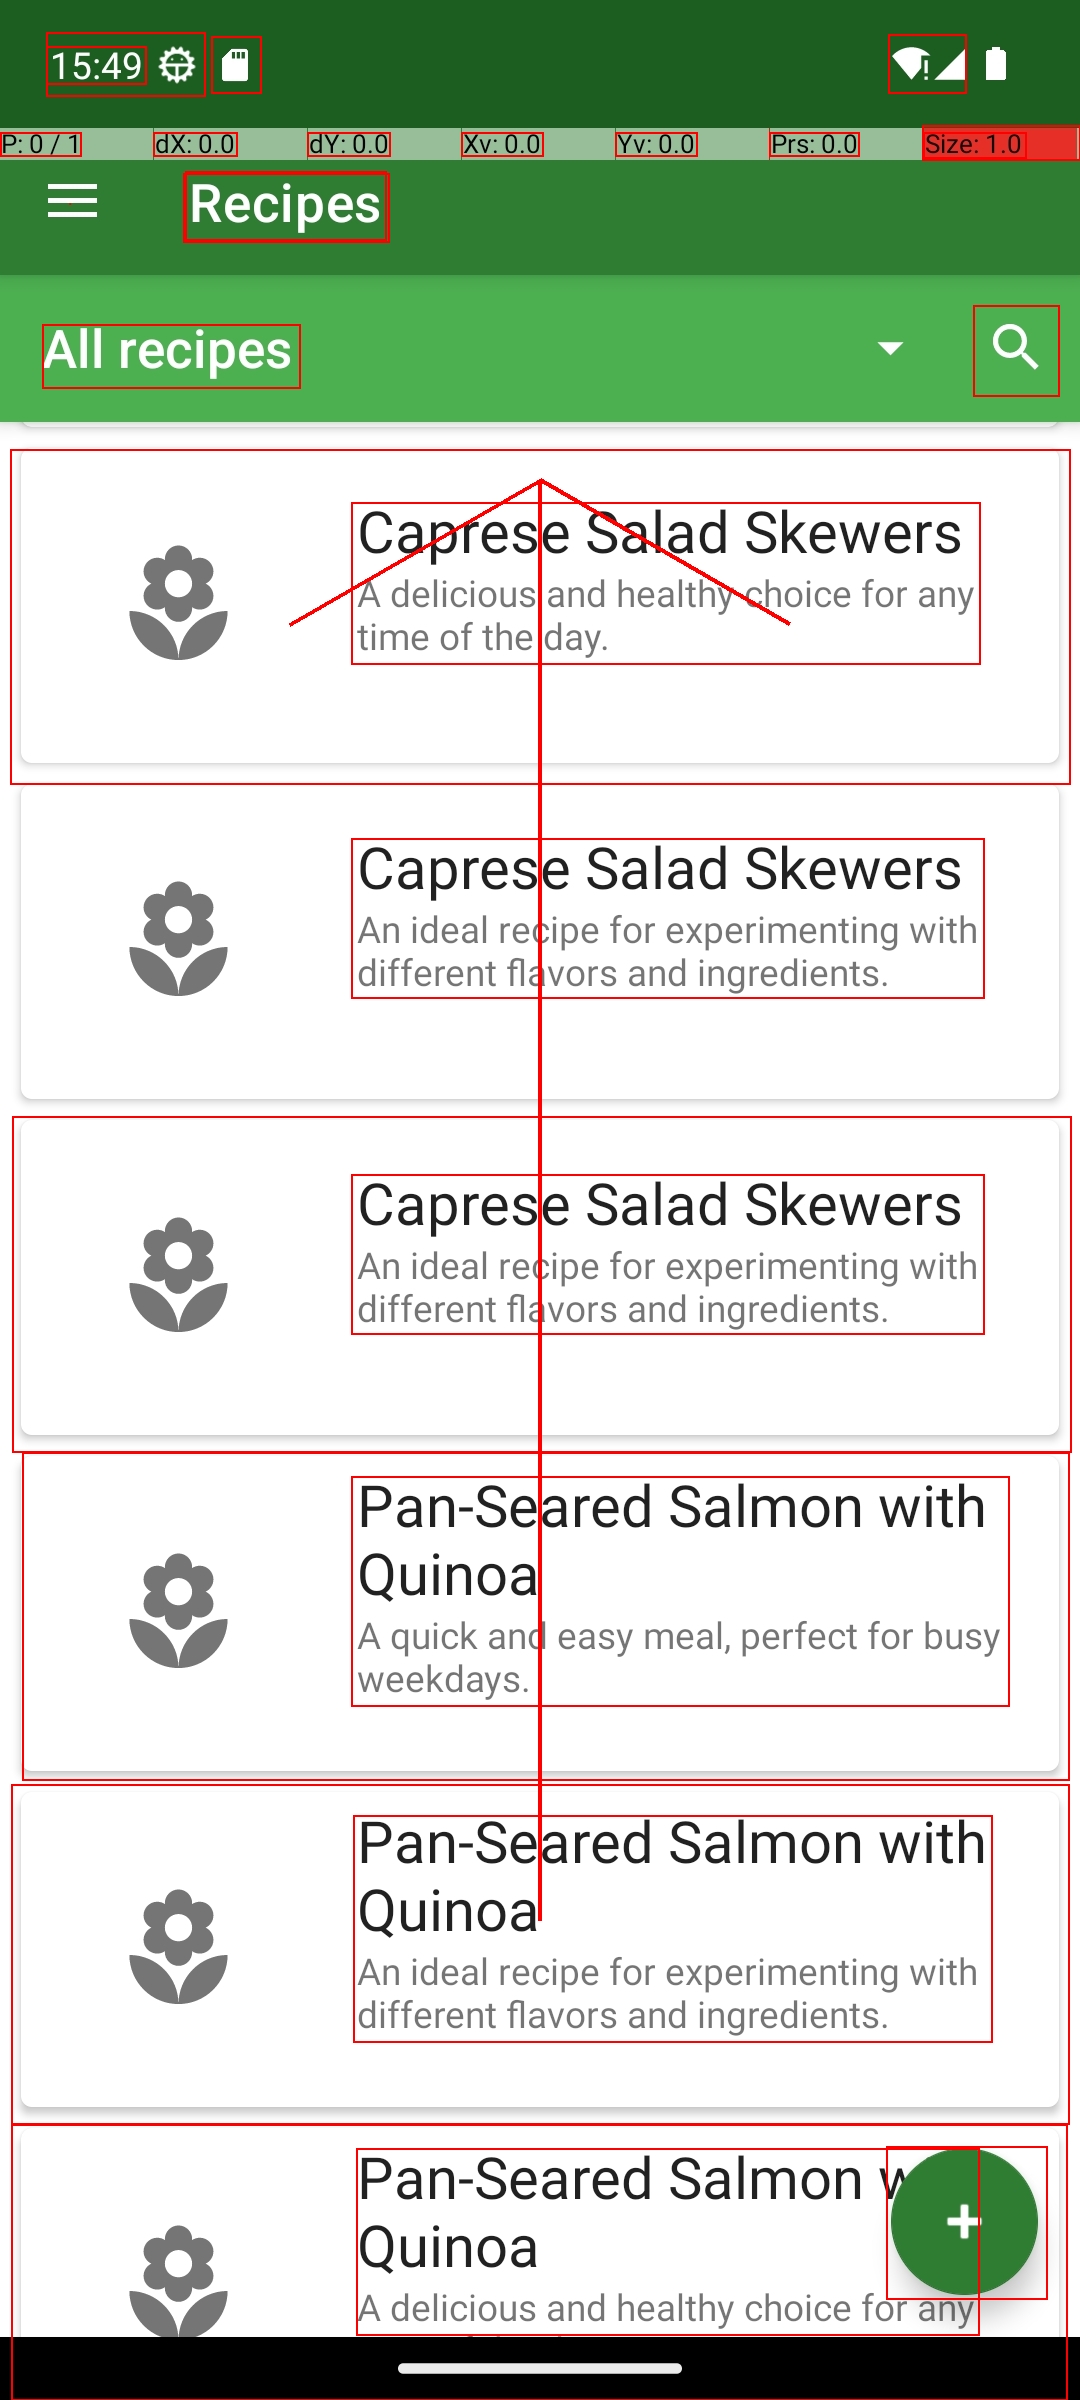 15:49
P: 0 / 1 dX: 0.0 dY: 0.0 Xv: 0.0 Yv: 0.0 Prs: 0.0 Size: 1.0
Recipes
All recipes
Caprese Salad Skewers
A delicious and healthy choice for any
time of the day.
Caprese Salad Skewers
An ideal recipe for experimenting with
different flavors and ingredients.
Caprese Salad Skewers
An ideal recipe for experimenting with
different flavors and ingredients.
Pan-Seared Salmon with
Quinoa
A quick and easy meal, perfect for busy
weekdays.
Pan-Seared Salmon with
Quinoa
An ideal recipe for experimenting with
different flavors and ingredients.
Pan-Seared Salmon
Quinoa
A delicious and healthy choice for any